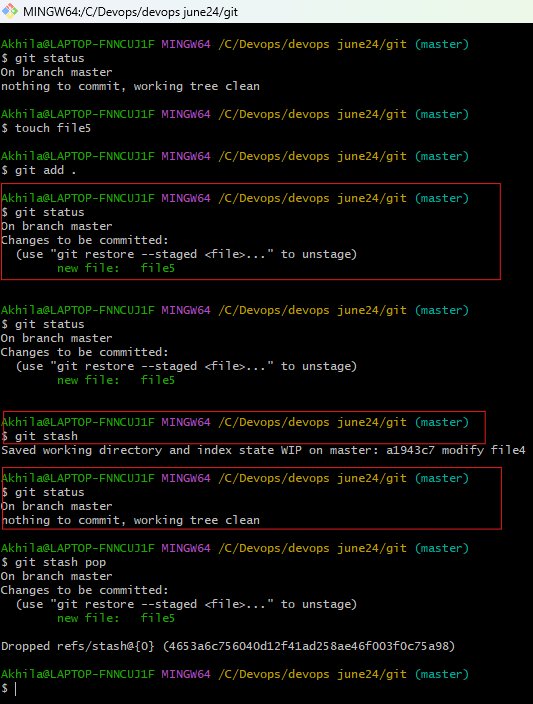 MINGW64:/C/Devops/devops june24/git
Akhila@LAPTOP-FNNCUJ1F MINGW64 /C/Devops/devops june24/git (master)
$ git status
On branch master
nothing to commit, working tree clean
Akhila@LAPTOP-FNNCUJ1F MINGW64 /C/Devops/devops june24/git (master)
$ touch file5
Akhila@LAPTOP-FNNCUJ1F MINGW64 /C/Devops/devops june24/git (master)
$ git add .
Akhila@LAPTOP-FNNCUJ1F MINGW64 /C/Devops/devops june24/git (master)
$ git status
On branch master
Changes to be committed:
  (use "git restore --staged <file>..." to unstage)
        new file:   file5
Akhila@LAPTOP-FNNCUJ1F MINGW64 /C/Devops/devops june24/git (master)
$ git status
On branch master
Changes to be committed:
  (use "git restore --staged <file>..." to unstage)
        new file:   file5
Akhila@LAPTOP-FNNCUJ1F MINGW64 /C/Devops/devops june24/git (master)
$ git stash
Saved working directory and index state WIP on master: a1943c7 modify file4
Akhila@LAPTOP-FNNCUJ1F MINGW64 /C/Devops/devops june24/git (master)
$ git status
On branch master
nothing to commit, working tree clean
Akhila@LAPTOP-FNNCUJ1F MINGW64 /C/Devops/devops june24/git (master)
$ git stash pop
On branch master
Changes to be committed:
  (use "git restore --staged <file>..." to unstage)
        new file:   file5
Dropped refs/stash@{0} (4653a6c756040d12f41ad258ae46f003f0c75a98)
Akhila@LAPTOP-FNNCUJ1F MINGW64 /C/Devops/devops june24/git (master)
$